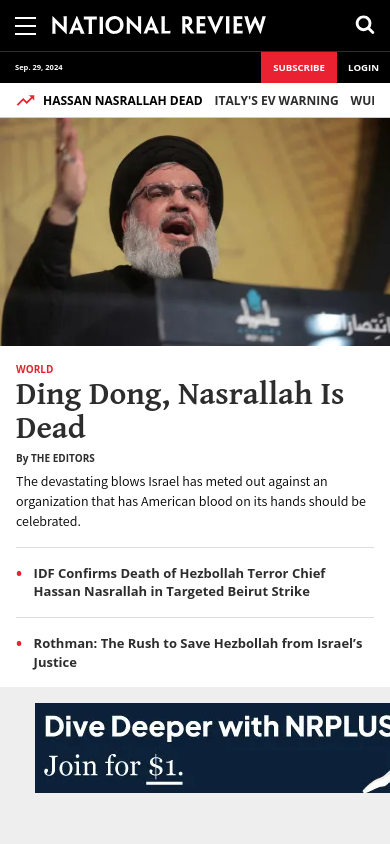 NATIONAL REVIEW
Sep. 29, 2024
SUBSCRIBE
LOGIN
HASSAN NASRALLAH DEAD
ITALY'S EV WARNING
WORLD
Ding Dong, Nasrallah Is
Dead
By THE EDITORS
The devastating blows Israel has meted out against an
organization that has American blood on its hands should be
celebrated.
• IDF Confirms Death of Hezbollah Terror Chief
Hassan Nasrallah in Targeted Beirut Strike
• Rothman: The Rush to Save Hezbollah from Israel’s
Justice
Dive Deeper with NRPLUS
Join for $1.